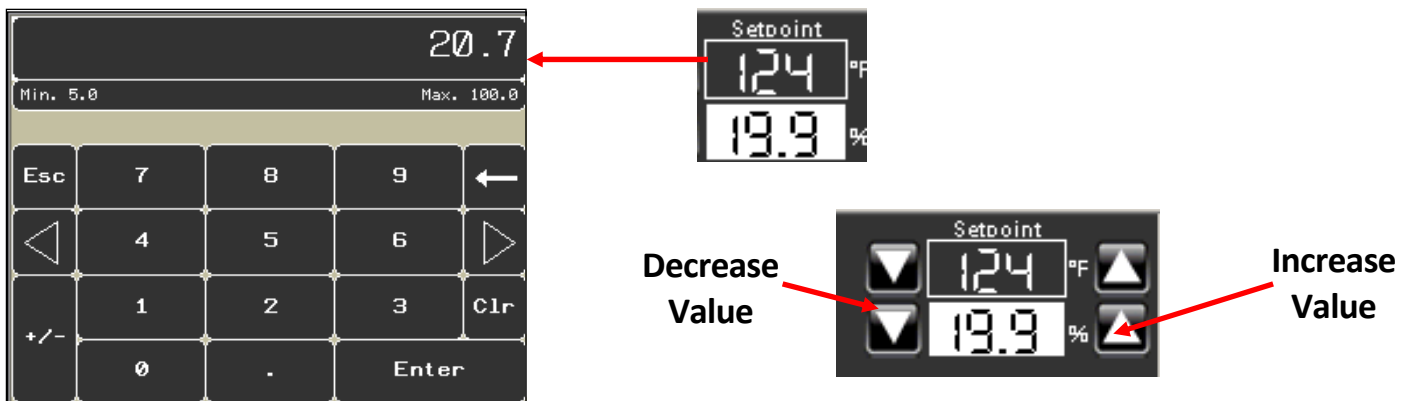 20.7
Min. 5.0 Max. 100.0
Esc 7 8 9 ←
4 5 6
1 2 3 Clr
+/-
0 . Enter
Setpoint
124 °F
19.9 %
Setpoint
124 °F
19.9 %
Decrease
Value
Increase
Value